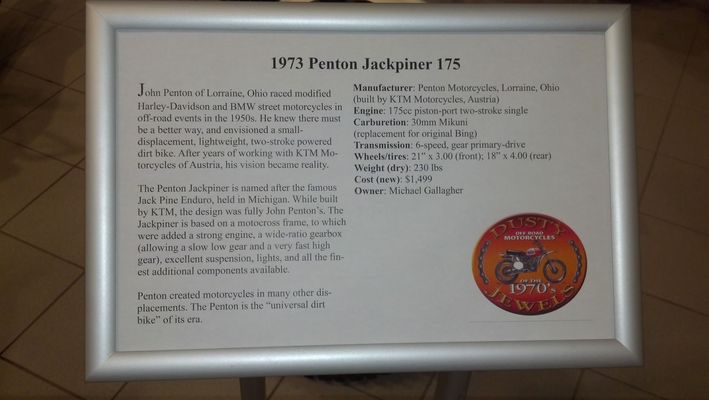 1973 Penton Jackpiner 175
John Penton of Lorraine, Ohio raced modified
Harley-Davidson and BMW street motorcycles in
off-road events in the 1950s. He knew there must
be a better way, and envisioned a small-
displacement, lightweight, two-stroke powered
dirt bike. After years of working with KTM Mo-
torcycles of Austria, his vision became reality.
The Penton Jackpiner is named after the famous
Jack Pine Enduro, held in Michigan. While built
by KTM, the design was fully John Penton's. The
Jackpiner is based on a motocross frame, to which
were added a strong engine, a wide-ratio gearbox
(allowing a slow low gear and a very fast high
gear), excellent suspension, lights, and all the fin-
est additional components available.
Penton created motorcycles in many other dis-
placements. The Penton is the "universal dirt
bike" of its era.
Manufacturer: Penton Motorcycles, Lorraine, Ohio
(built by KTM Motorcycles, Austria)
Engine: 175cc piston-port two-stroke single
Carburetion: 30mm Mikuni
(replacement for original Bing)
Transmission: 6-speed, gear primary-drive
Wheels/tires: 21" x 3.00 (front); 18" x 4.00 (rear)
Weight (dry): 230 lbs
Cost (new): $1,499
Owner: Michael Gallagher
DUSTY
OFF ROAD
MOTORCYCLES
OF THE
1970's
JEWELS